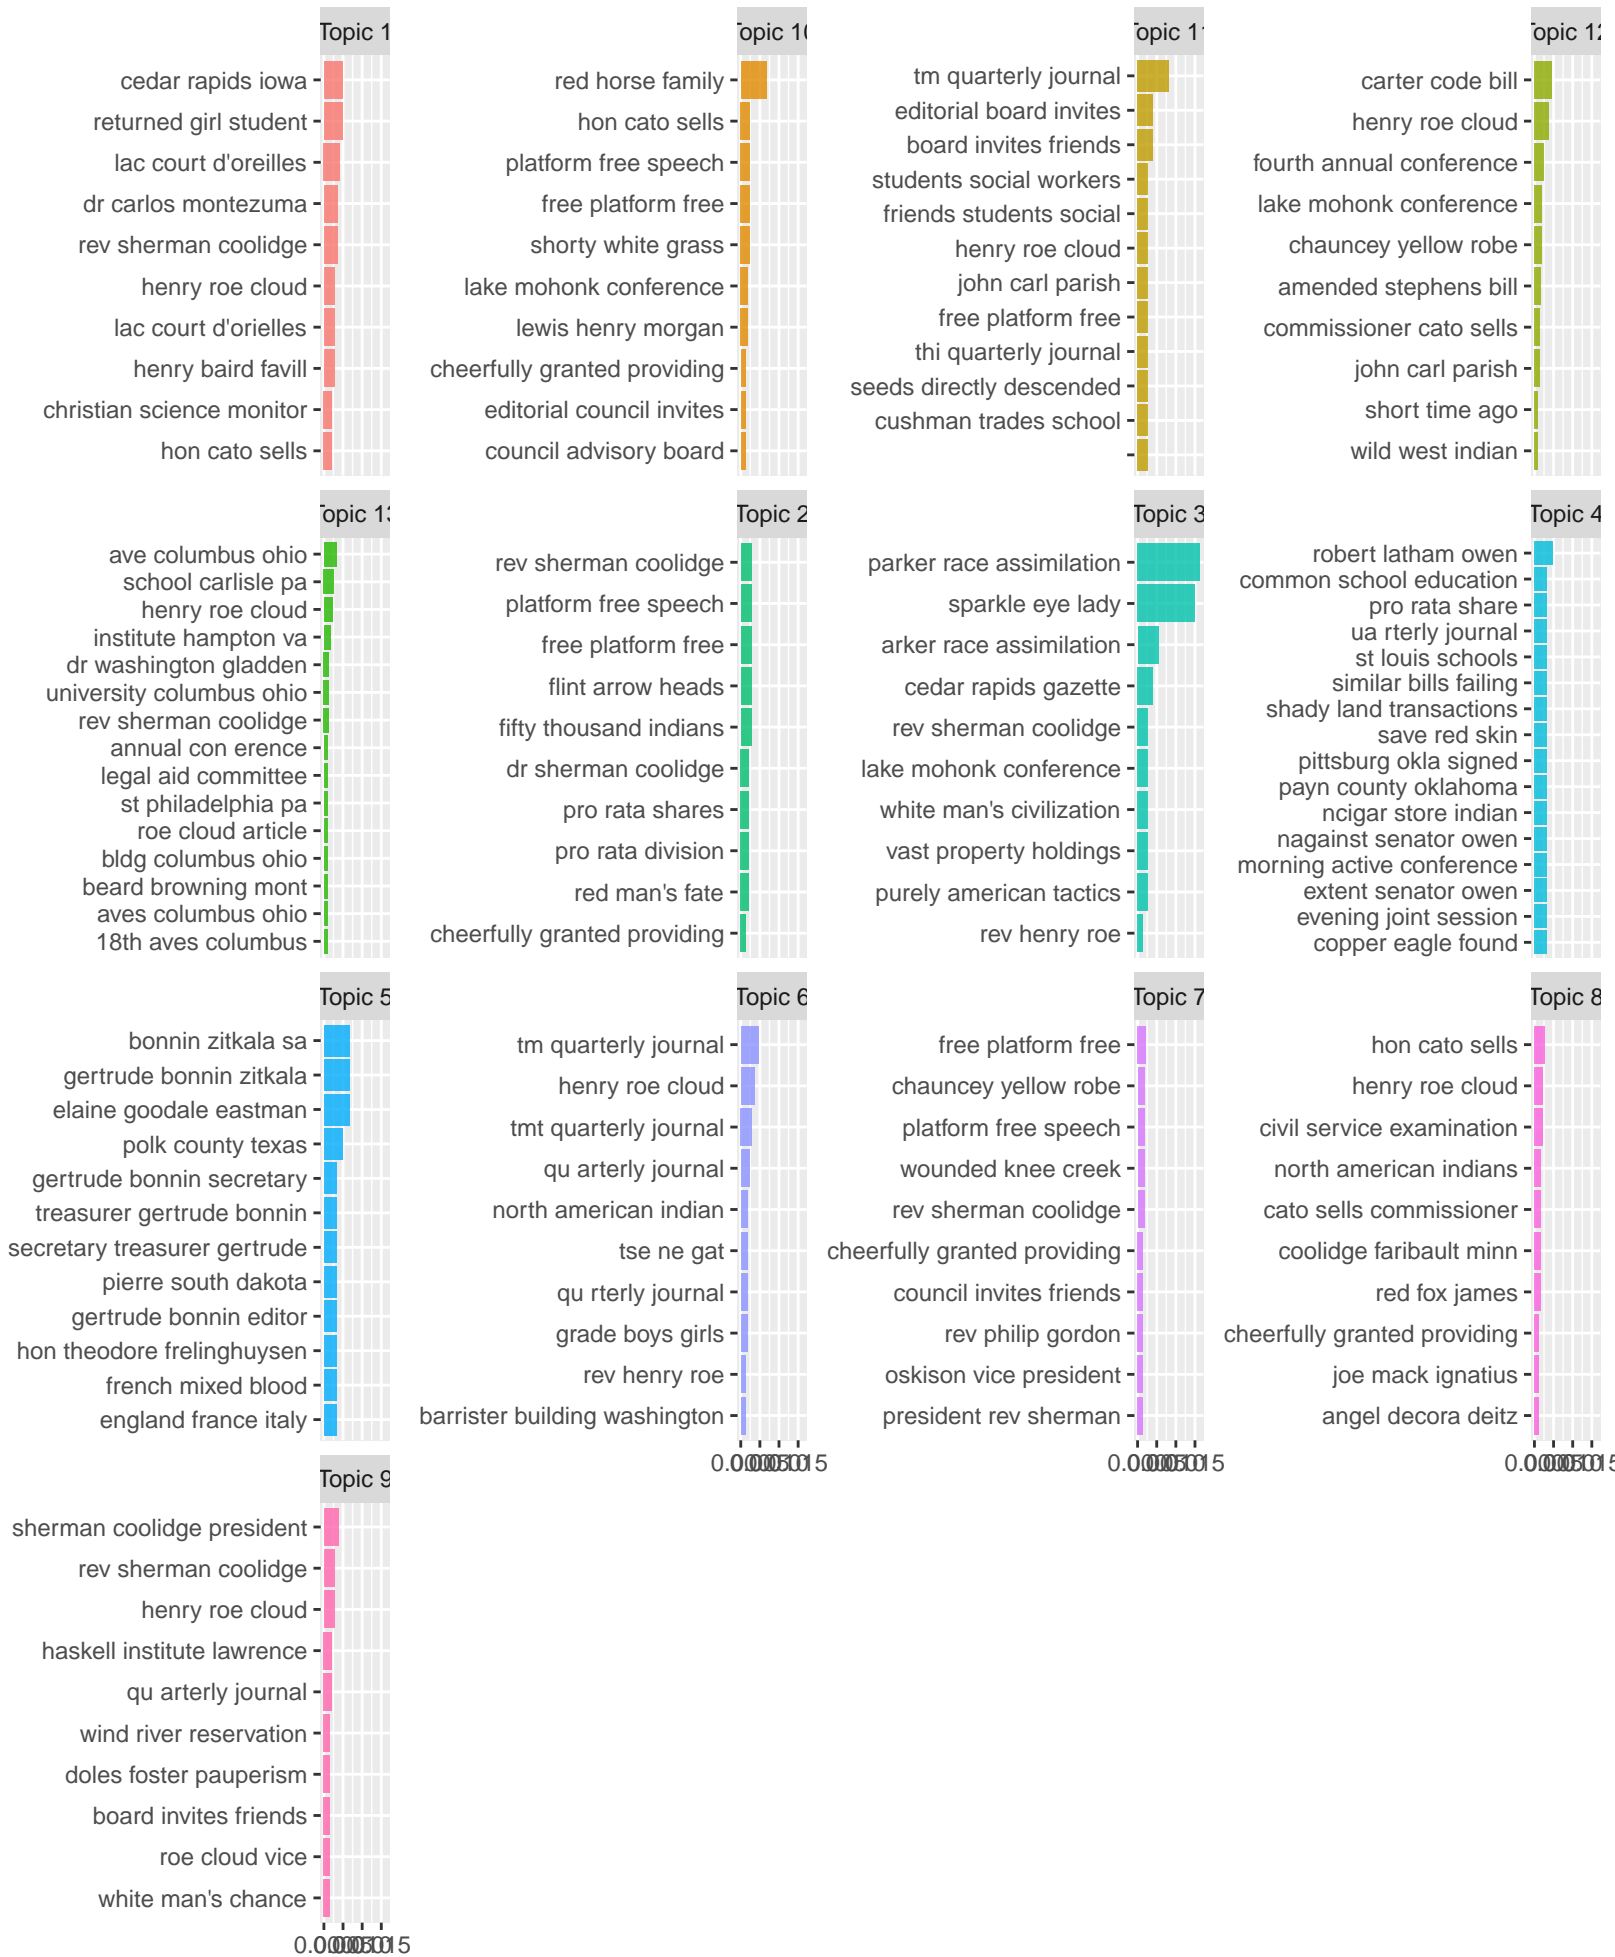 Topic 1
cedar rapids iowa
returned girl student
lac court d'oreilles
dr carlos montezuma
rev sherman coolidge
henry roe cloud
lac court d'orielles
henry baird favill
christian science monitor
hon cato sells
Topic 10
red horse family
hon cato sells
platform free speech
free platform free
shorty white grass
lake mohonk conference
lewis henry morgan
cheerfully granted providing
editorial council invites
council advisory board
Topic 11
tm quarterly journal
editorial board invites
board invites friends
students social workers
friends students social
henry roe cloud
john carl parish
free platform free
thi quarterly journal
seeds directly descended
cushman trades school
Topic 12
carter code bill
henry roe cloud
fourth annual conference
lake mohonk conference
chauncey yellow robe
amended stephens bill
commissioner cato sells
john carl parish
short time ago
wild west indian
Topic 13
ave columbus ohio
school carlisle pa
henry roe cloud
institute hampton va
dr washington gladden
university columbus ohio
rev sherman coolidge
annual con erence
legal aid committee
st philadelphia pa
roe cloud article
bldg columbus ohio
beard browning mont
aves columbus ohio
18th aves columbus
Topic 2
rev sherman coolidge
platform free speech
free platform free
flint arrow heads
fifty thousand indians
dr sherman coolidge
pro rata shares
pro rata division
red man's fate
cheerfully granted providing
Topic 3
parker race assimilation
sparkle eye lady
arker race assimilation
cedar rapids gazette
rev sherman coolidge
lake mohonk conference
white man's civilization
vast property holdings
purely american tactics
rev henry roe
Topic 4
robert latham owen
common school education
pro rata share
ua rterly journal
st louis schools
similar bills failing
shady land transactions
save red skin
pittsburg okla signed
payn county oklahoma
ncigar store indian
nagainst senator owen
morning active conference
extent senator owen
evening joint session
copper eagle found
Topic 5
bonnin zitkala sa
gertrude bonnin zitkala
elaine goodale eastman
polk county texas
gertrude bonnin secretary
treasurer gertrude bonnin
secretary treasurer gertrude
pierre south dakota
gertrude bonnin editor
hon theodore frelinghuysen
french mixed blood
england france italy
Topic 6
tm quarterly journal
henry roe cloud
tmt quarterly journal
qu arterly journal
north american indian
tse ne gat
qu rterly journal
grade boys girls
rev henry roe
barrister building washington
Topic 7
free platform free
chauncey yellow robe
platform free speech
wounded knee creek
rev sherman coolidge
cheerfully granted providing
council invites friends
rev philip gordon
oskison vice president
president rev sherman
Topic 8
hon cato sells
henry roe cloud
civil service examination
north american indians
cato sells commissioner
coolidge faribault minn
red fox james
cheerfully granted providing
joe mack ignatius
angel decora deitz
Topic 9
sherman coolidge president
rev sherman coolidge
henry roe cloud
haskell institute lawrence
qu arterly journal
wind river reservation
doles foster pauperism
board invites friends
roe cloud vice
white man's chance